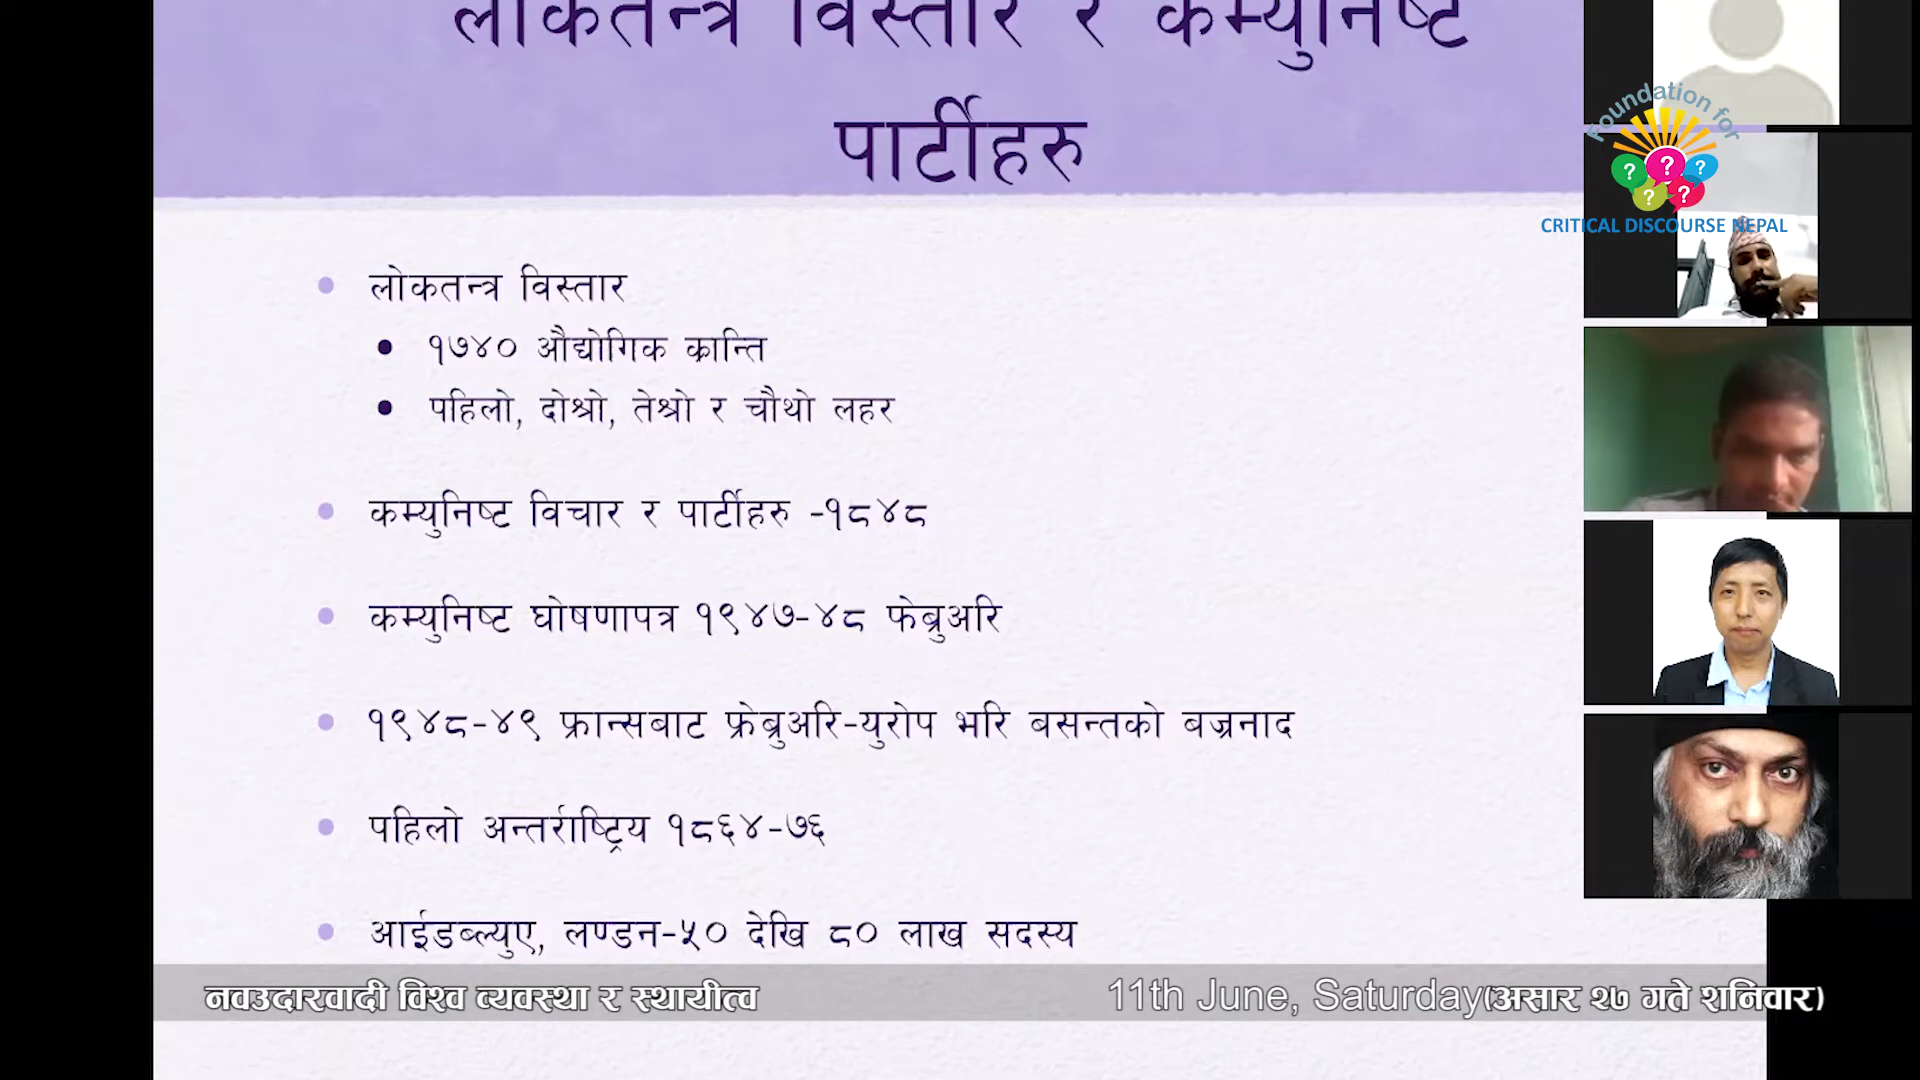 लोकतन्त्र विस्तार र कम्युनिष्ट
पार्टीहरु
लोकतन्त्र विस्तार
१७४० औद्योगिक क्रान्ति
पहिलो, दोश्रो, तेश्रो र चौथो लहर
कम्युनिष्ट विचार र पार्टीहरु -१८४८
कम्युनिष्ट घोषणापत्र १९४७-४८ फेब्रुअरि
१९४८-४९ फ्रान्सबाट फ्रेब्रुअरि-युरोप भरि बसन्तको बज्रनाद
पहिलो अन्तर्राष्ट्रिय १८६४-७६
आईडब्ल्युए, लण्डन-५० देखि ८० लाख सदस्य
नवउदारवादी विश्व व्यवस्था र स्थायीत्व
11th June, Saturday(असार २७ गते शनिवार)
Foundation for
? ? ? ? ?
CRITICAL DISCOURSE NEPAL